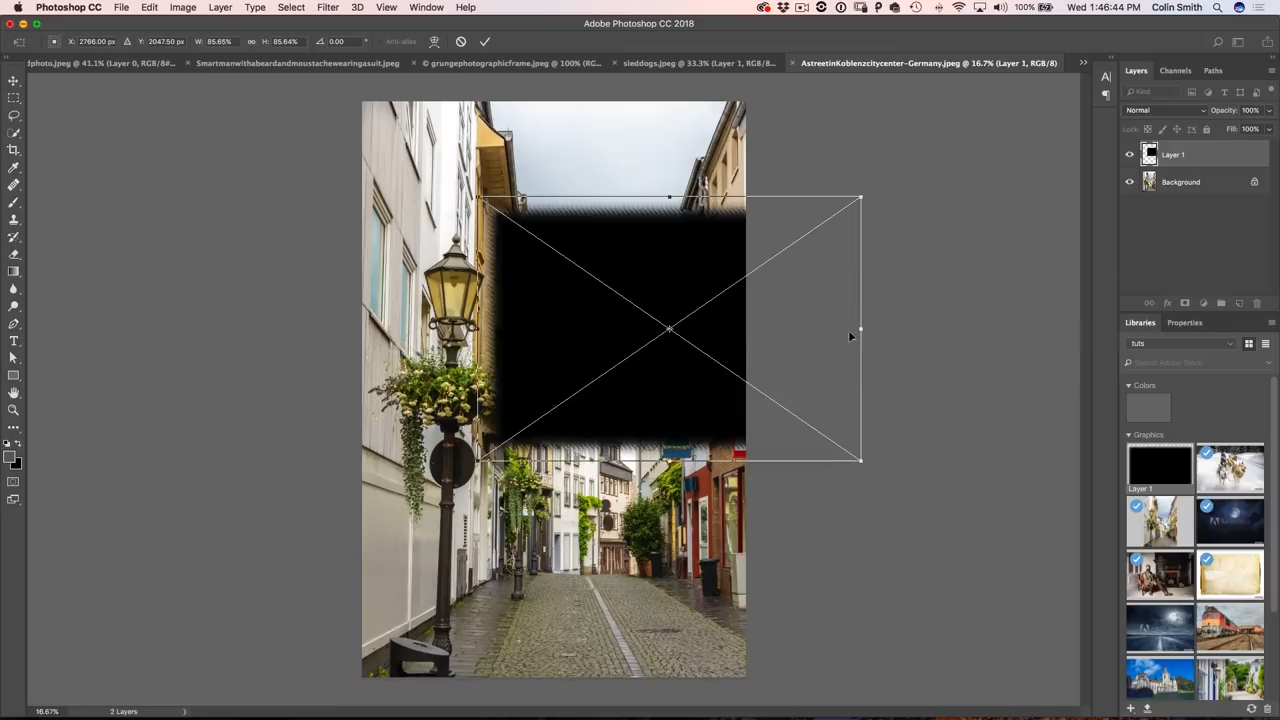 Photoshop CC File Edit Image Layer Type Select Filter 3D View Window Help 100% Wed 1:46:44 PM Colin Smith
Adobe Photoshop CC 2018
X: 2766.00 px Y: 2047.50 px W: 85.65% H: 85.64% 0.00 ° Anti-alias
dphoto.jpeg @ 41.1% (Layer 0, RGB/8#... Smartmanwithabeardandmoustachewearingasuit.jpeg © grungephotographicframe.jpeg @ 100% (RG... sleddogs.jpeg @ 33.3% (Layer 1, RGB/8... AstreetinKoblenzcitycenter-Germany.jpeg @ 16.7% (Layer 1, RGB/8)
Layers Channels Paths
Kind
Normal Opacity: 100%
Lock: Fill: 100%
Layer 1
Background
Libraries Properties
tuts
Search Adobe Stock
Colors
Graphics
Layer 1
16.67% 2 Layers